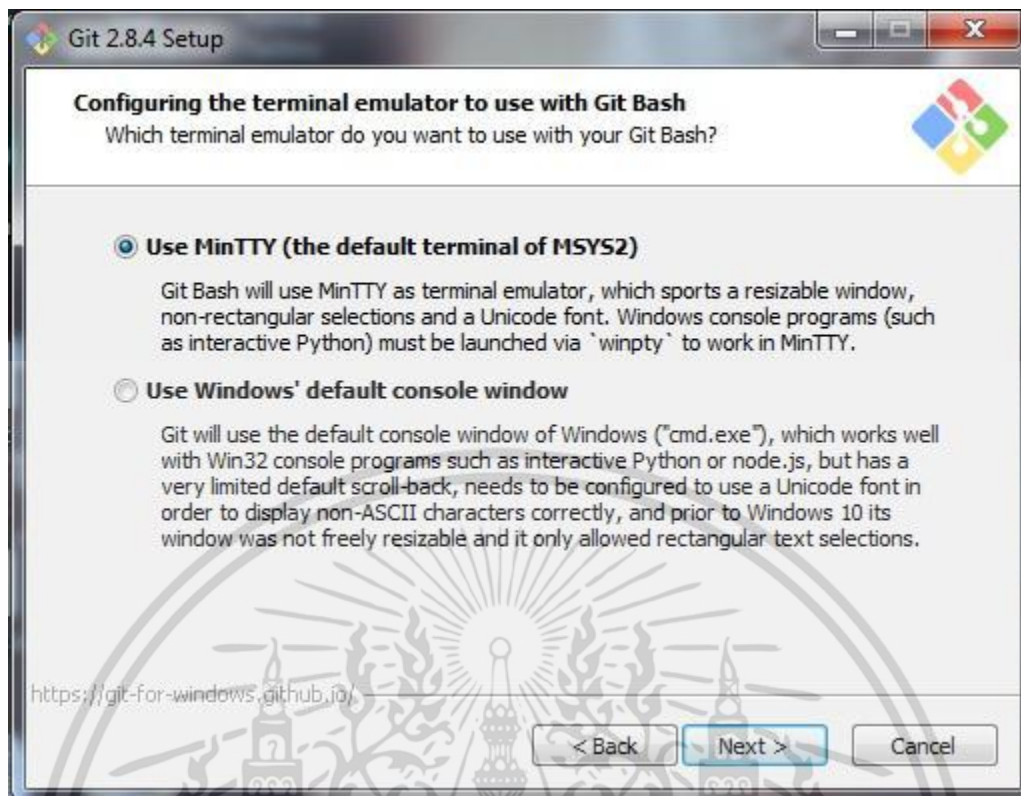 Git 2.8.4 Setup
Configuring the terminal emulator to use with Git Bash
Which terminal emulator do you want to use with your Git Bash?
Use MinTTY (the default terminal of MSYS2)
Git Bash will use MinTTY as terminal emulator, which sports a resizable window,
non-rectangular selections and a Unicode font. Windows console programs (such
as interactive Python) must be launched via `winpty` to work in MinTTY.
Use Windows' default console window
Git will use the default console window of Windows ("cmd.exe"), which works well
with Win32 console programs such as interactive Python or node.js, but has a
very limited default scroll-back, needs to be configured to use a Unicode font in
order to display non-ASCII characters correctly, and prior to Windows 10 its
window was not freely resizable and it only allowed rectangular text selections.
https://git-for-windows.github.io/
< Back Next > Cancel